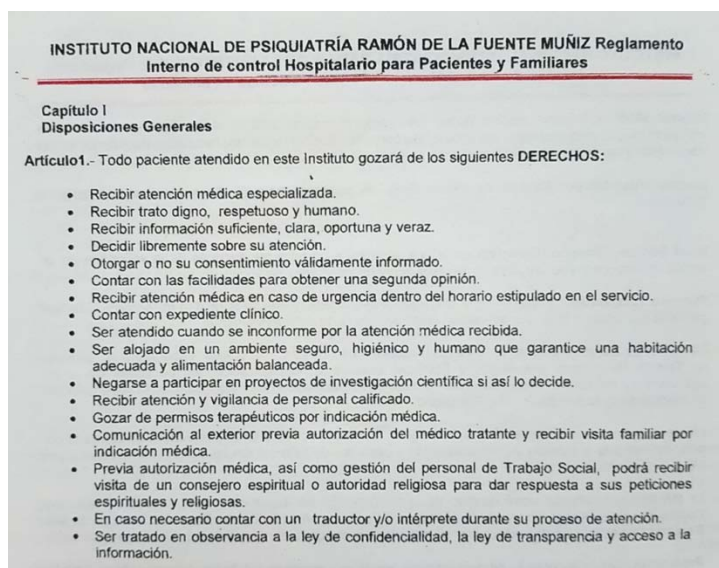 INSTITUTO NACIONAL DE PSIQUIATRÍA RAMÓN DE LA FUENTE MUÑIZ Reglamento
Interno de control Hospitalario para Pacientes y Familiares
Capítulo I
Disposiciones Generales
Artículo1.- Todo paciente atendido en este Instituto gozará de los siguientes DERECHOS:
• Recibir atención médica especializada.
• Recibir trato digno, respetuoso y humano.
• Recibir información suficiente, clara, oportuna y veraz.
• Decidir libremente sobre su atención.
• Otorgar o no su consentimiento válidamente informado.
• Contar con las facilidades para obtener una segunda opinión.
• Recibir atención médica en caso de urgencia dentro del horario estipulado en el servicio.
• Contar con expediente clínico.
• Ser atendido cuando se inconforme por la atención médica recibida.
• Ser alojado en un ambiente seguro, higiénico y humano que garantice una habitación
adecuada y alimentación balanceada.
• Negarse a participar en proyectos de investigación científica si así lo decide.
• Recibir atención y vigilancia de personal calificado.
• Gozar de permisos terapéuticos por indicación médica.
• Comunicación al exterior previa autorización del médico tratante y recibir visita familiar por
indicación médica.
• Previa autorización médica, así como gestión del personal de Trabajo Social, podrá recibir
visita de un consejero espiritual o autoridad religiosa para dar respuesta a sus peticiones
espirituales y religiosas.
• En caso necesario contar con un traductor y/o intérprete durante su proceso de atención.
• Ser tratado en observancia a la ley de confidencialidad, la ley de transparencia y acceso a la
información.